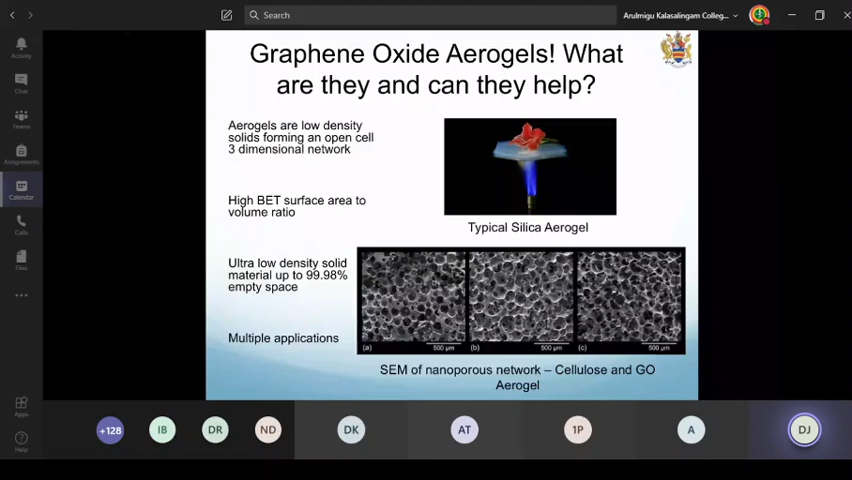 Search
Arulmigu Kalasalingam Colleg...
Activity
Chat
Teams
Assignments
Calendar
Calls
Files
Apps
Help
Graphene Oxide Aerogels! What
are they and can they help?
Aerogels are low density
solids forming an open cell
3 dimensional network
High BET surface area to
volume ratio
Typical Silica Aerogel
Ultra low density solid
material up to 99.98%
empty space
(a) 500 µm (b) 500 µm (c) 500 µm
Multiple applications
SEM of nanoporous network – Cellulose and GO
Aerogel
+128 IB DR ND DK AT 1P A DJ